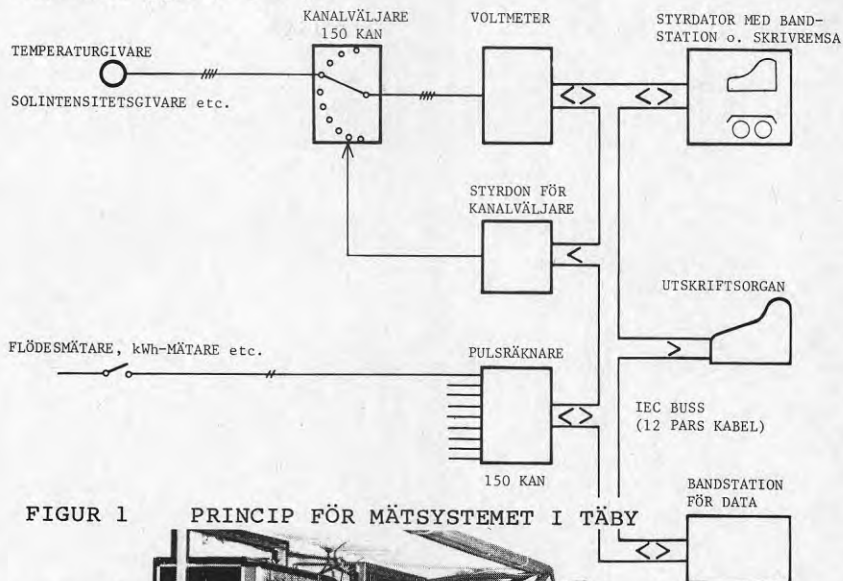 KANALVÄLJARE
150 KAN
VOLTMETER
STYRDATOR MED BAND-
STATION o. SKRIVREMSA
TEMPERATURGIVARE
SOLINTENSITETSGIVARE etc.
STYRDON FÖR
KANALVÄLJARE
UTSKRIFTSORGAN
FLÖDESMÄTARE, kWh-MÄTARE etc.
PULSRÄKNARE
IEC BUSS
(12 PARS KABEL)
150 KAN
BANDSTATION
FÖR DATA
FIGUR 1 PRINCIP FÖR MÄTSYSTEMET I TÄBY